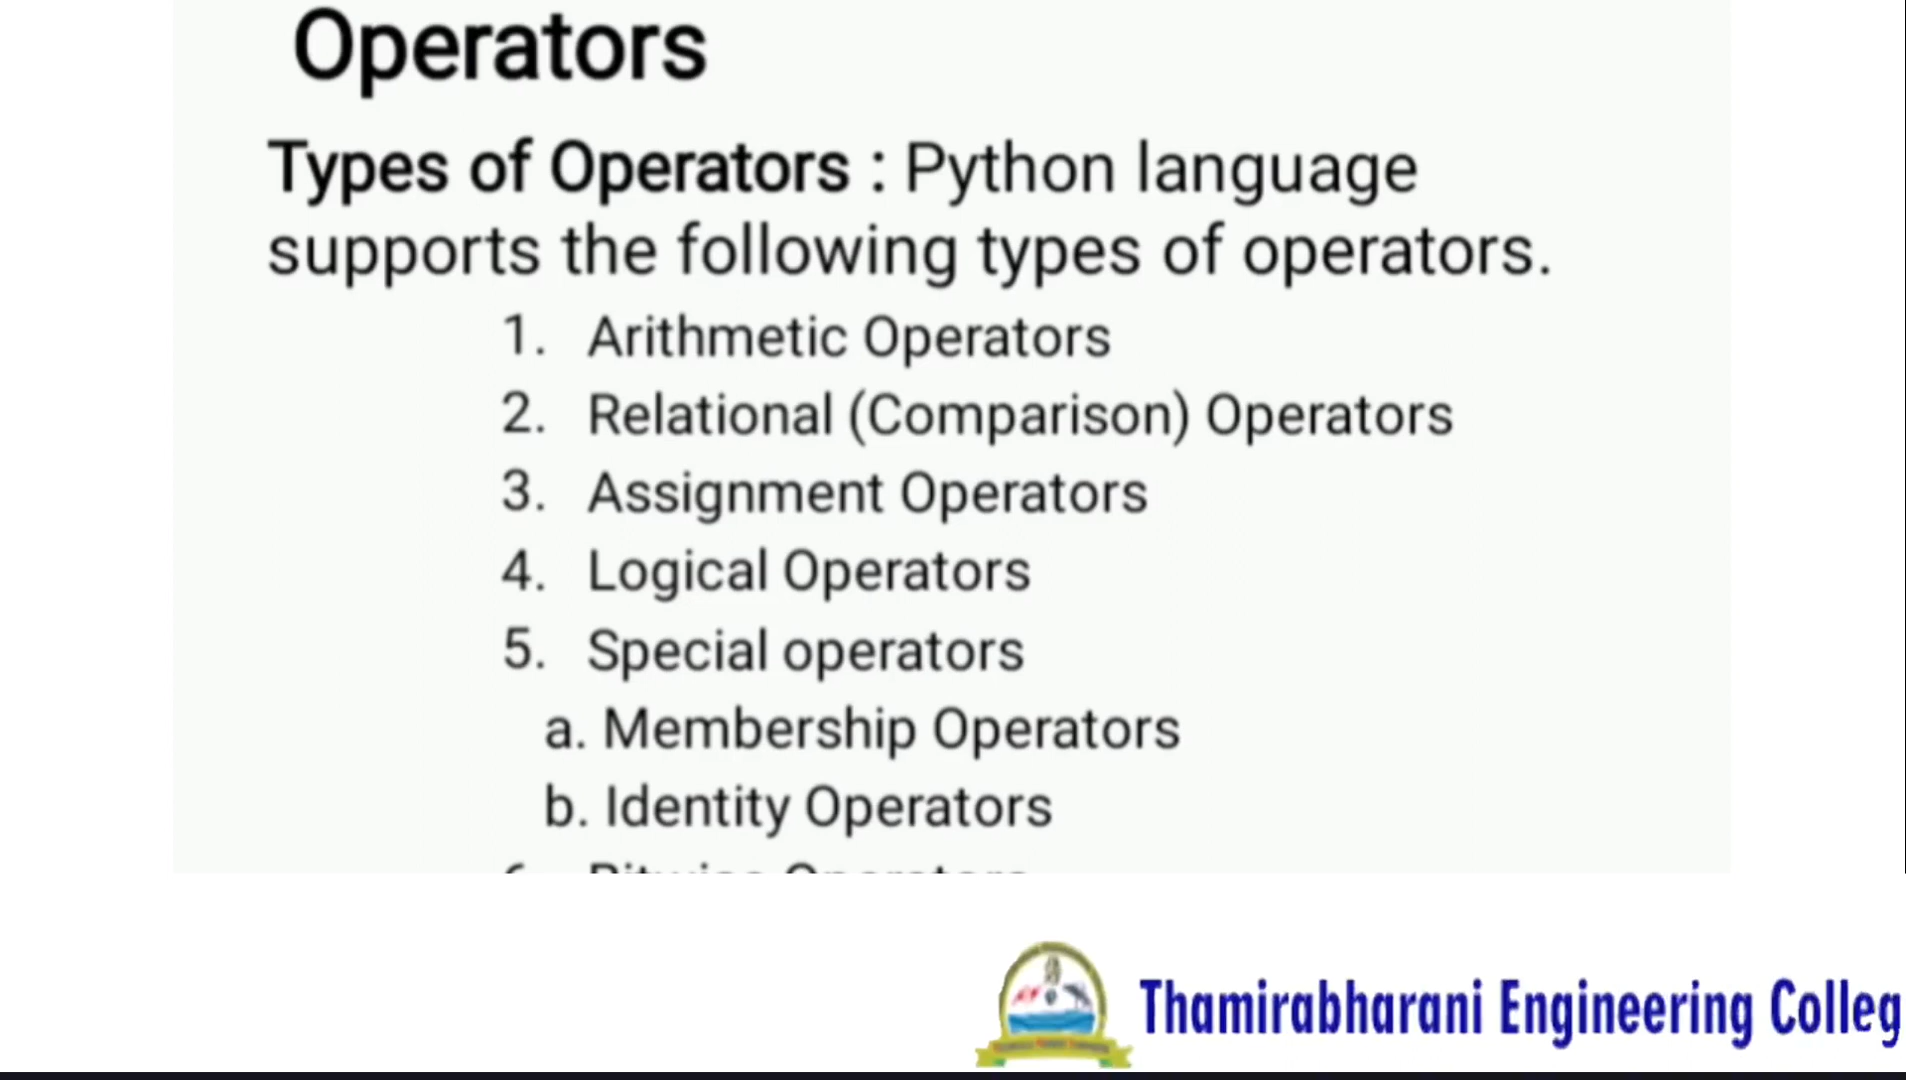 Operators
Types of Operators : Python language
supports the following types of operators.
1. Arithmetic Operators
2. Relational (Comparison) Operators
3. Assignment Operators
4. Logical Operators
5. Special operators
a. Membership Operators
b. Identity Operators
Thamirabharani Engineering Colleg